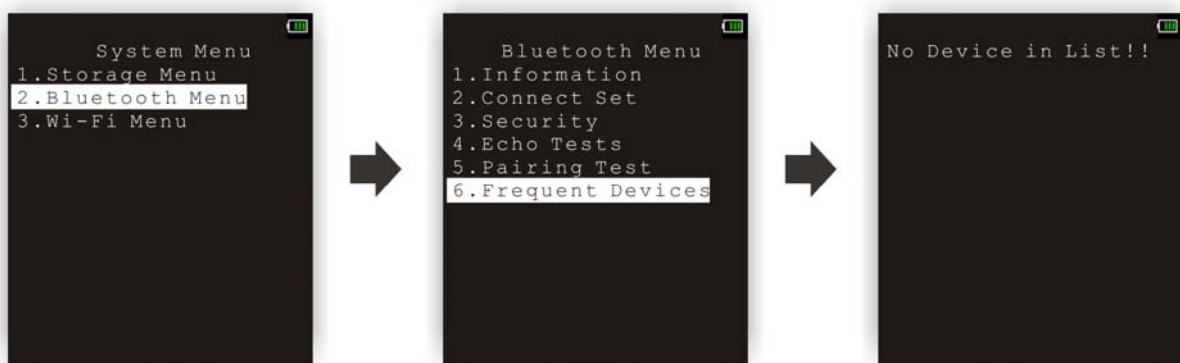 System Menu
1.Storage Menu
2.Bluetooth Menu
3.Wi-Fi Menu
Bluetooth Menu
1.Information
2.Connect Set
3.Security
4.Echo Tests
5.Pairing Test
6.Frequent Devices
No Device in List!!